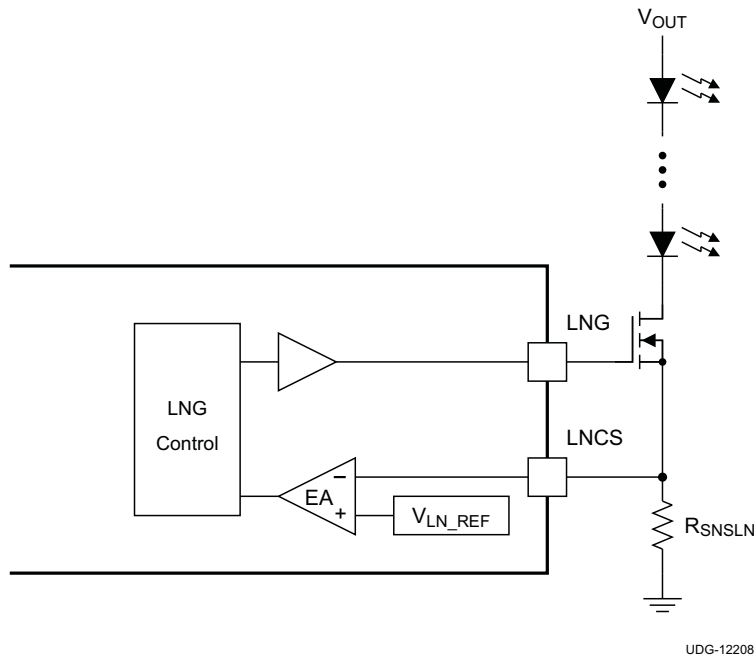 VOUT
LNG
LNG
Control
LNCS
EA
−
+
VLN_REF
RSNSLN
UDG-12208